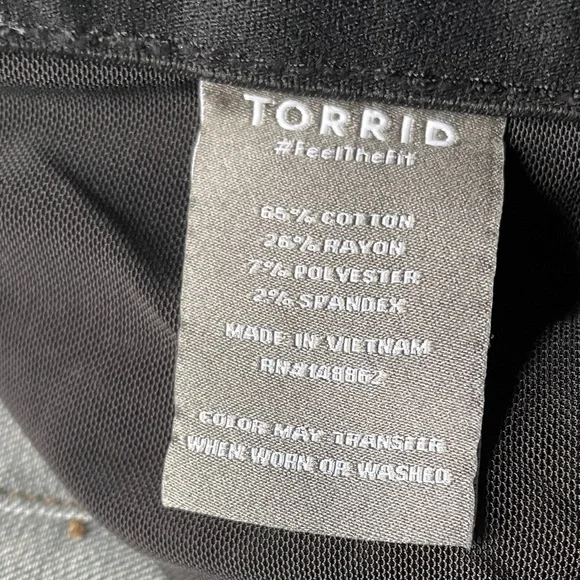 TORRID
#FeelTheFit
65% COTTON
26% RAYON
7% POLYESTER
2% SPANDEX
MADE IN VIETNAM
RN#148862
COLOR MAY TRANSFER
WHEN WORN OR WASHED